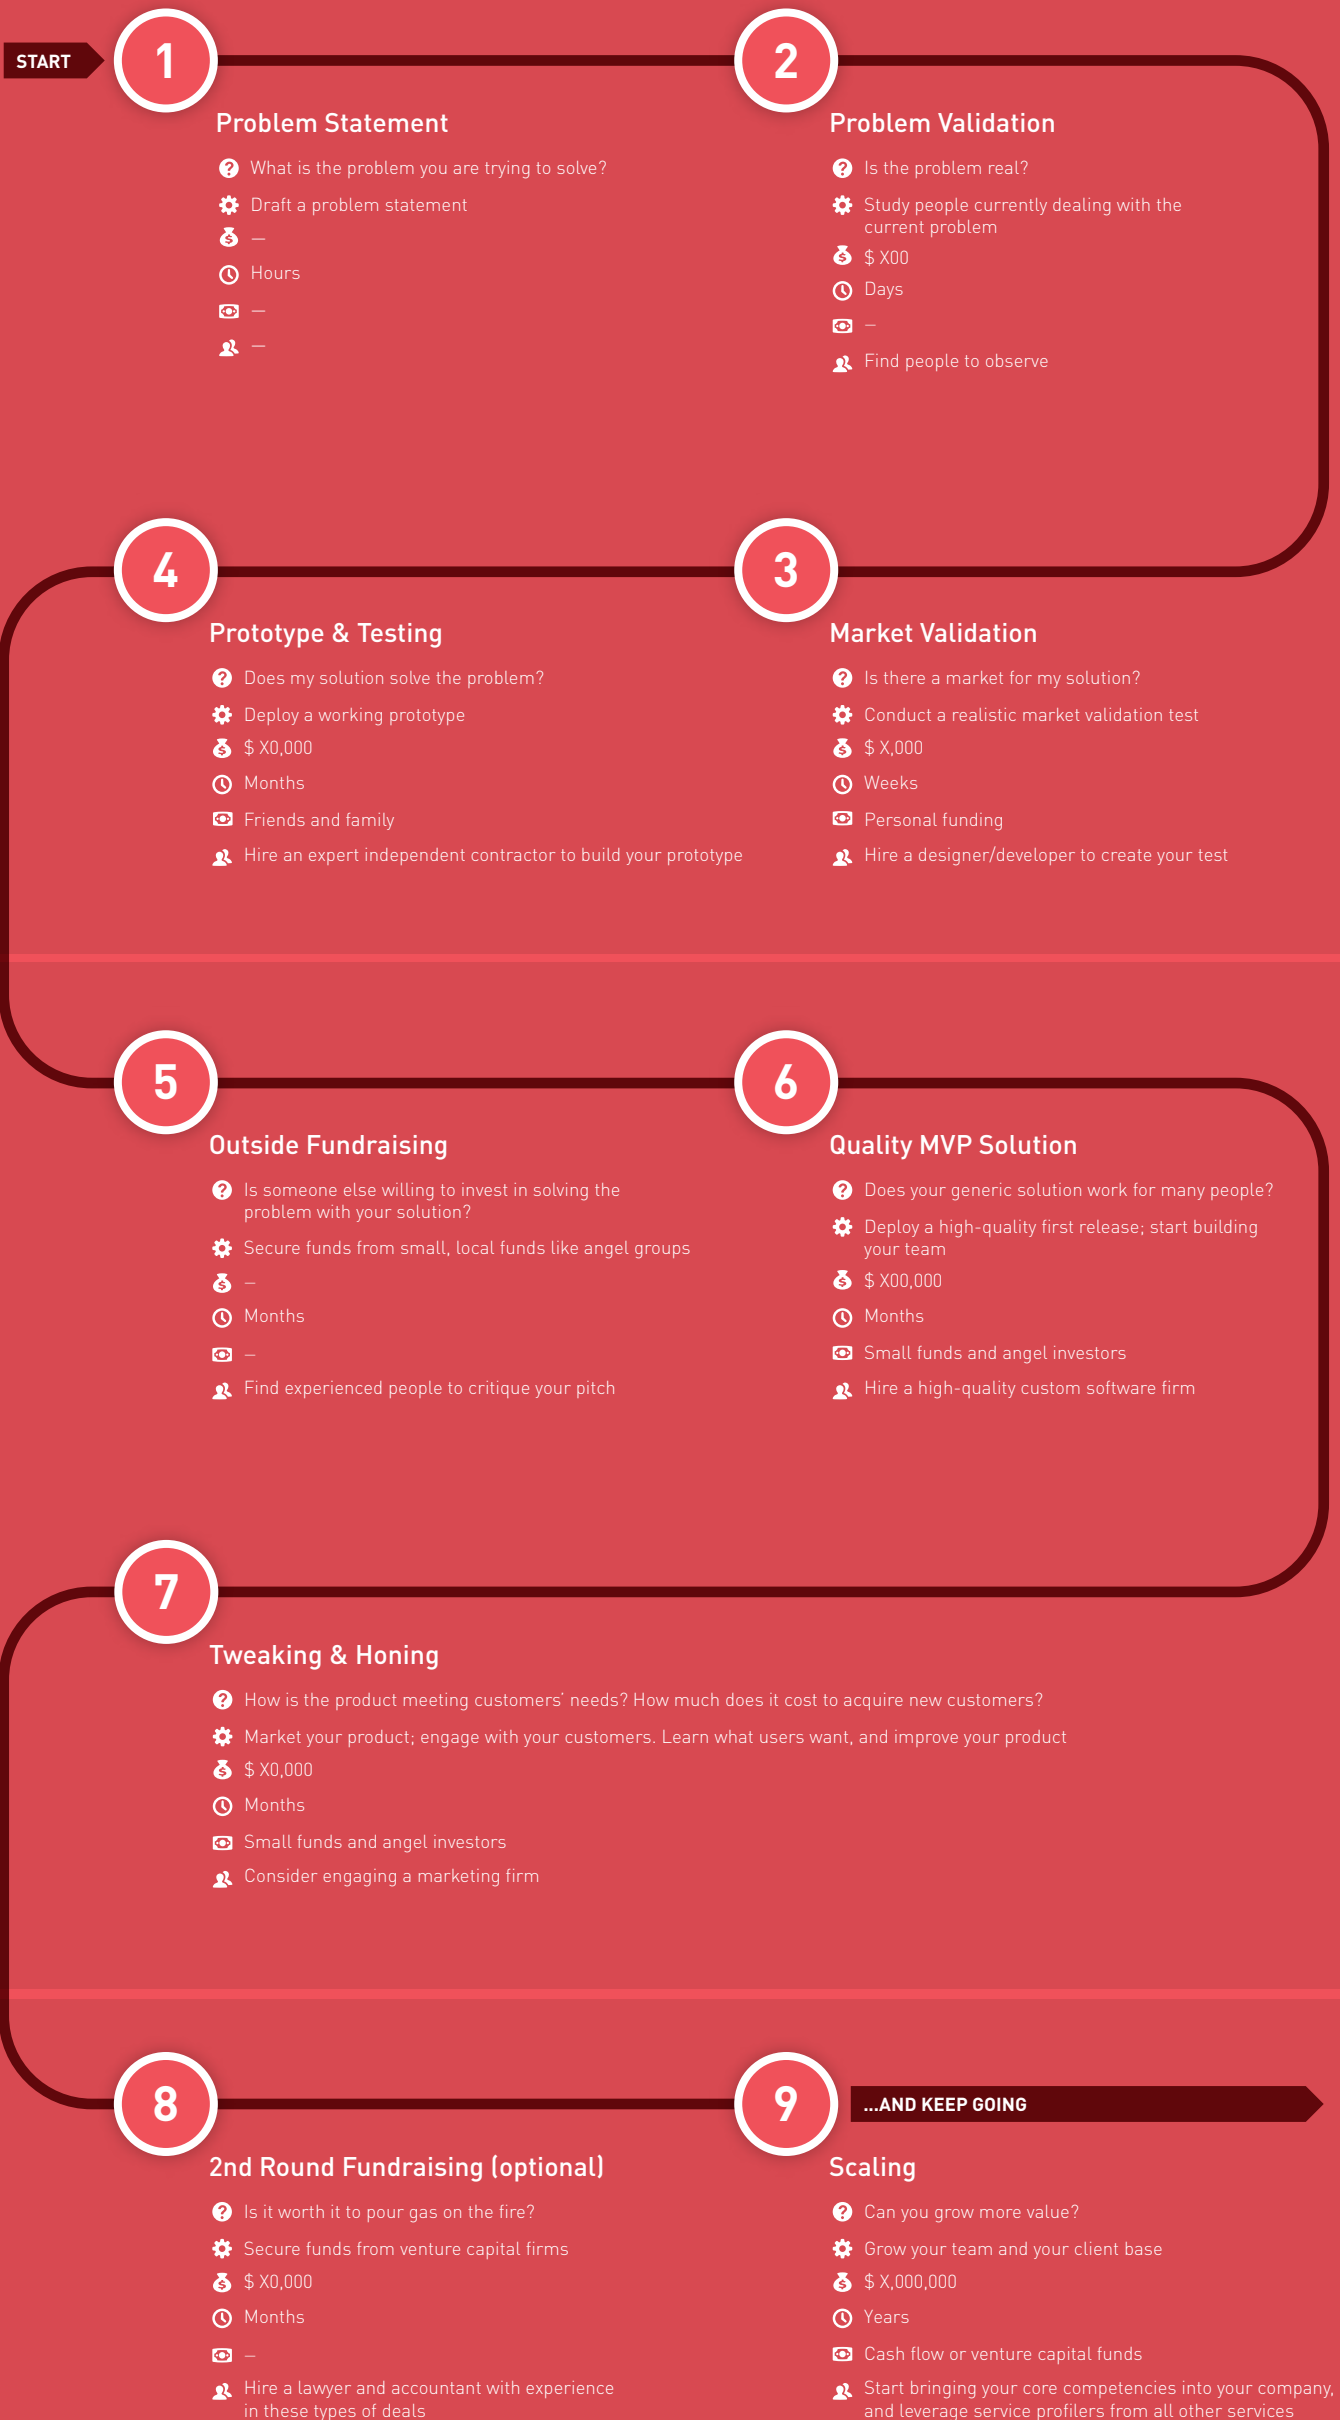 START
1
Problem Statement
What is the problem you are trying to solve?
Draft a problem statement
—
Hours
—
—
2
Problem Validation
Is the problem real?
Study people currently dealing with the
current problem
$ X00
Days
–
Find people to observe
3
Market Validation
Is there a market for my solution?
Conduct a realistic market validation test
$ X,000
Weeks
Personal funding
Hire a designer/developer to create your test
4
Prototype & Testing
Does my solution solve the problem?
Deploy a working prototype
$ X0,000
Months
Friends and family
Hire an expert independent contractor to build your prototype
5
Outside Fundraising
Is someone else willing to invest in solving the
problem with your solution?
Secure funds from small, local funds like angel groups
–
Months
–
Find experienced people to critique your pitch
6
Quality MVP Solution
Does your generic solution work for many people?
Deploy a high-quality first release; start building
your team
$ X00,000
Months
Small funds and angel investors
Hire a high-quality custom software firm
7
Tweaking & Honing
How is the product meeting customers’ needs? How much does it cost to acquire new customers?
Market your product; engage with your customers. Learn what users want, and improve your product
$ X0,000
Months
Small funds and angel investors
Consider engaging a marketing firm
8
2nd Round Fundraising (optional)
Is it worth it to pour gas on the fire?
Secure funds from venture capital firms
$ X0,000
Months
–
Hire a lawyer and accountant with experience
in these types of deals
9
...AND KEEP GOING
Scaling
Can you grow more value?
Grow your team and your client base
$ X,000,000
Years
Cash flow or venture capital funds
Start bringing your core competencies into your company,
and leverage service profilers from all other services